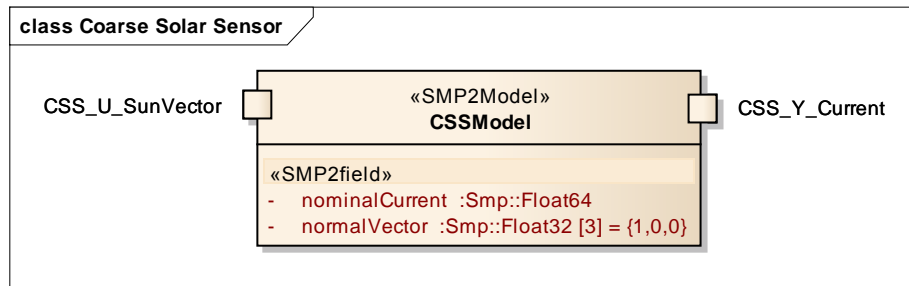 class Coarse Solar Sensor
CSS_U_SunVector
«SMP2Model»
CSSModel
CSS_Y_Current
«SMP2field»
- nominalCurrent :Smp::Float64
- normalVector :Smp::Float32 [3] = {1,0,0}